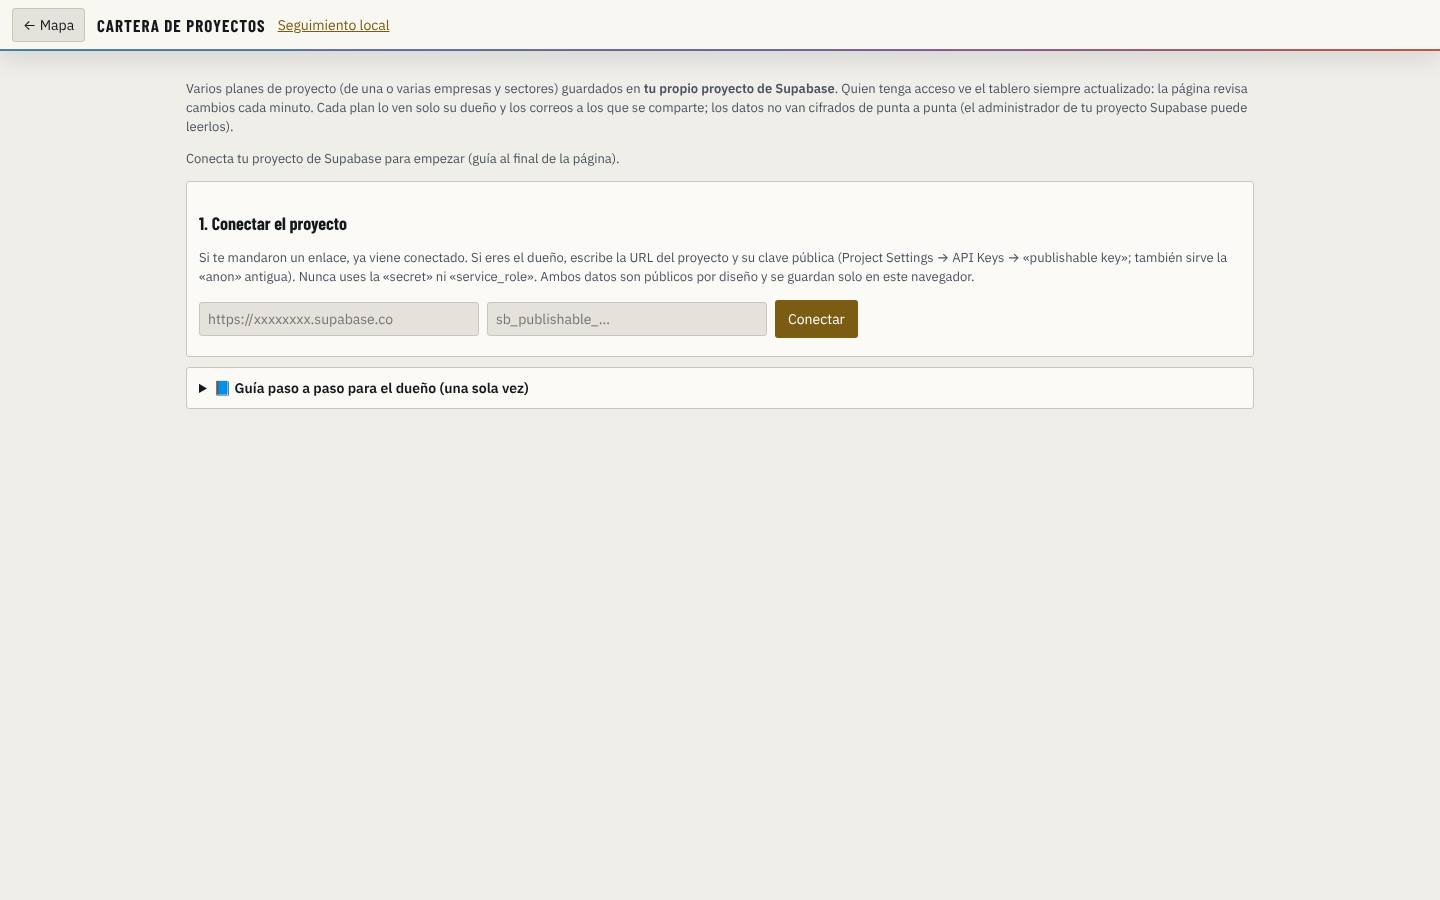 ← Mapa
CARTERA DE PROYECTOS
Seguimiento local
Varios planes de proyecto (de una o varias empresas y sectores) guardados en tu propio proyecto de Supabase. Quien tenga acceso ve el tablero siempre actualizado: la página revisa
cambios cada minuto. Cada plan lo ven solo su dueño y los correos a los que se comparte; los datos no van cifrados de punta a punta (el administrador de tu proyecto Supabase puede
leerlos).
Conecta tu proyecto de Supabase para empezar (guía al final de la página).
1. Conectar el proyecto
Si te mandaron un enlace, ya viene conectado. Si eres el dueño, escribe la URL del proyecto y su clave pública (Project Settings → API Keys → «publishable key»; también sirve la
«anon» antigua). Nunca uses la «secret» ni «service_role». Ambos datos son públicos por diseño y se guardan solo en este navegador.
https://xxxxxxxx.supabase.co
sb_publishable_...
Conectar
▶ 📘 Guía paso a paso para el dueño (una sola vez)